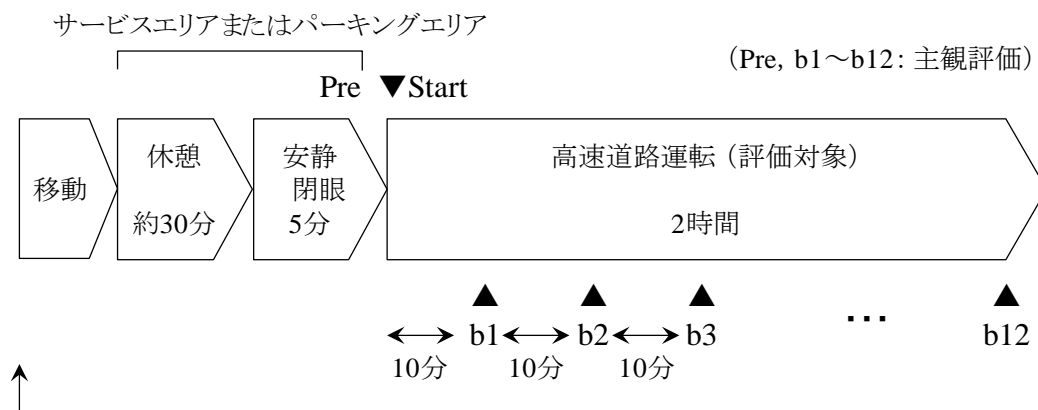 サービスエリアまたはパーキングエリア
(Pre, b1～b12: 主観評価)
Pre ▼Start
移動
休憩
約30分
安静
閉眼
5分
高速道路運転（評価対象）
2時間
b1 b2 b3 … b12
10分 10分 10分